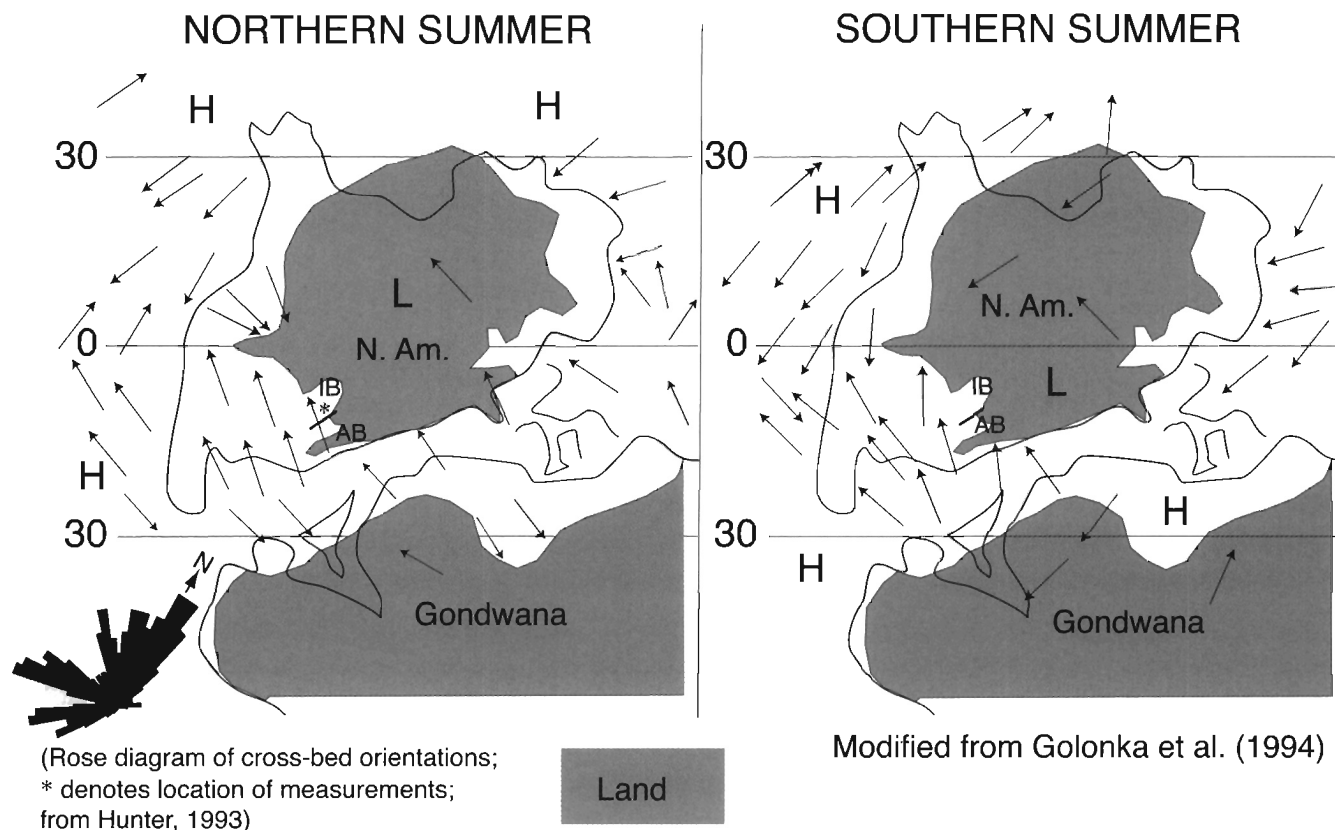 NORTHERN SUMMER
H
H
30
L
N. Am.
0
IB
*
AB
H
30
N
Gondwana
(Rose diagram of cross-bed orientations;
* denotes location of measurements;
from Hunter, 1993)
Land
SOUTHERN SUMMER
30
H
N. Am.
0
L
IB
AB
H
30
H
Gondwana
Modified from Golonka et al. (1994)